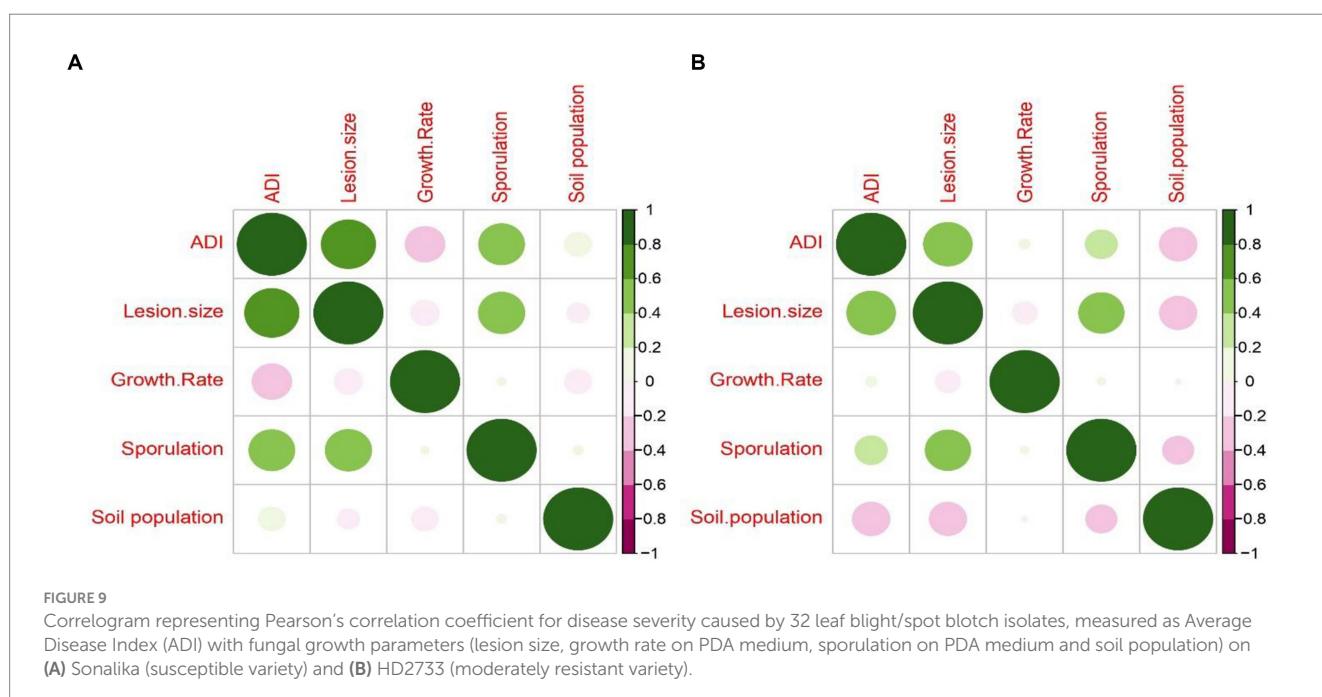 A
ADI
Lesion.size
Growth.Rate
Sporulation
Soil population
ADI
Lesion.size
Growth.Rate
Sporulation
Soil population
1
0.8
0.6
0.4
0.2
0
−0.2
−0.4
−0.6
−0.8
−1
B
ADI
Lesion.size
Growth.Rate
Sporulation
Soil.population
ADI
Lesion.size
Growth.Rate
Sporulation
Soil.population
1
0.8
0.6
0.4
0.2
0
−0.2
−0.4
−0.6
−0.8
−1
FIGURE 9
Correlogram representing Pearson’s correlation coefficient for disease severity caused by 32 leaf blight/spot blotch isolates, measured as Average
Disease Index (ADI) with fungal growth parameters (lesion size, growth rate on PDA medium, sporulation on PDA medium and soil population) on
(A) Sonalika (susceptible variety) and (B) HD2733 (moderately resistant variety).